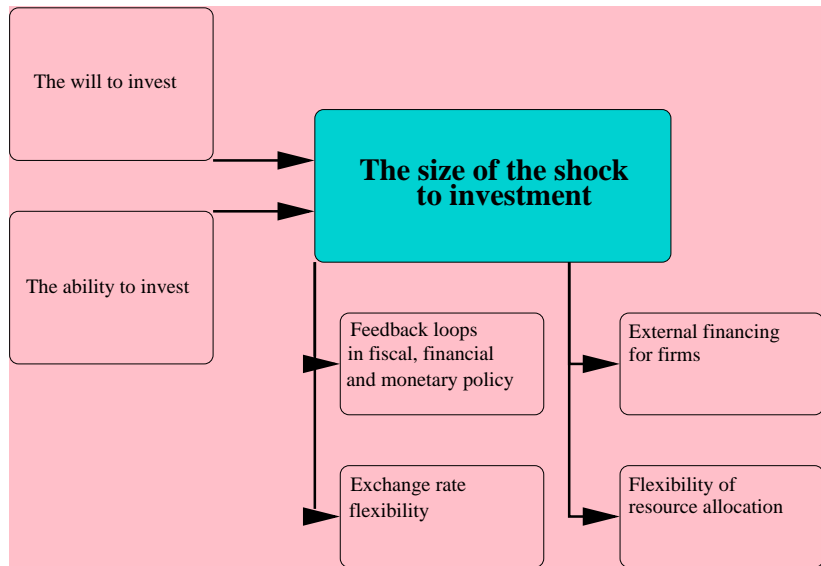 The will to invest
The size of the shock
to investment
The ability to invest
Feedback loops
in fiscal, financial
and monetary policy
External financing
for firms
Exchange rate
flexibility
Flexibility of
resource allocation